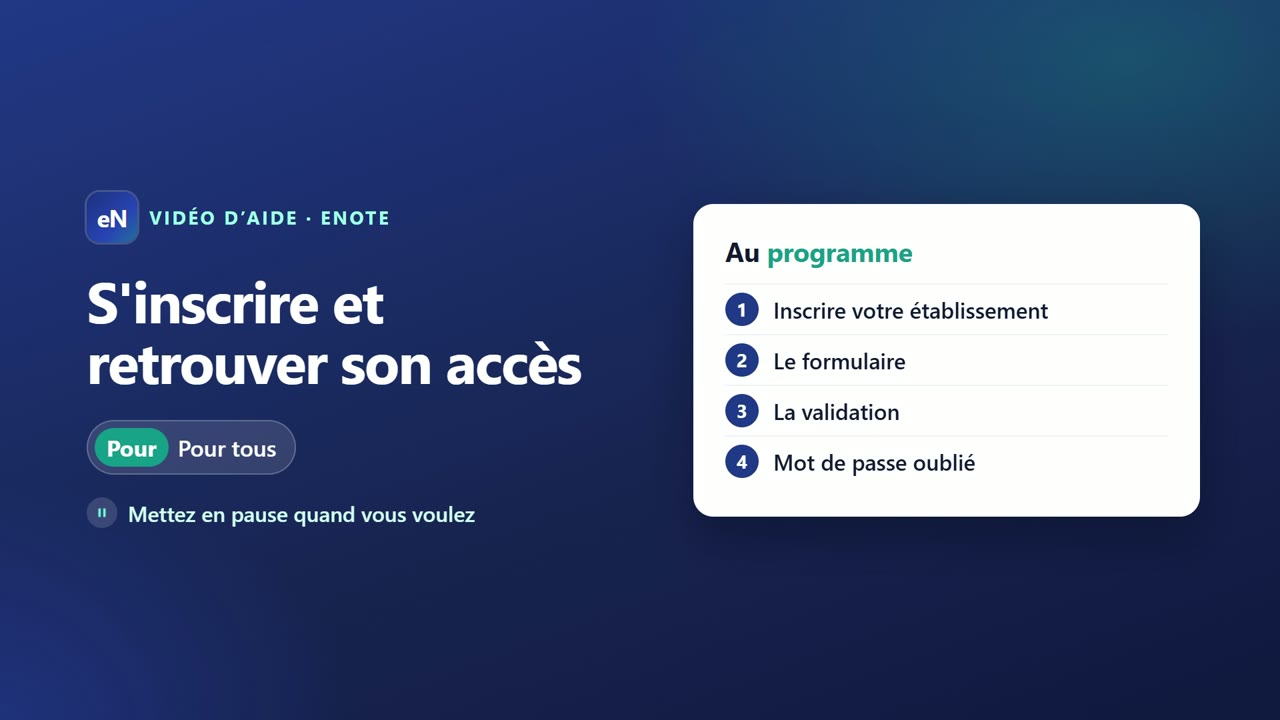 eN
VIDÉO D’AIDE · ENOTE
S'inscrire et
retrouver son accès
Pour Pour tous
Mettez en pause quand vous voulez
Au programme
1 Inscrire votre établissement
2 Le formulaire
3 La validation
4 Mot de passe oublié